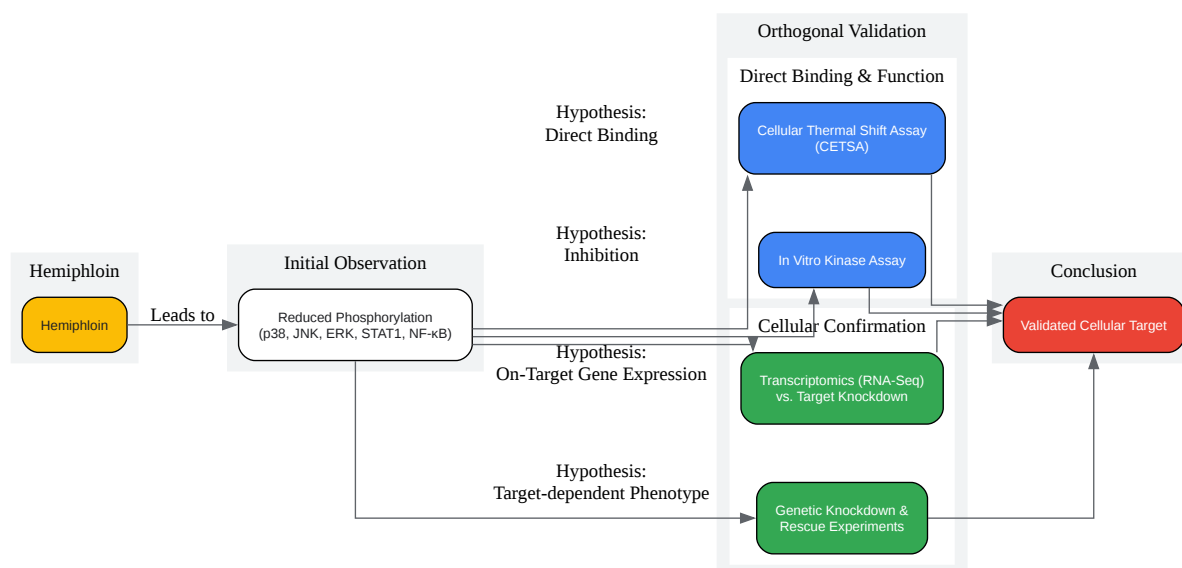 Orthogonal Validation
Direct Binding & Function
Hypothesis:
Direct Binding
Cellular Thermal Shift Assay
(CETSA)
Hypothesis:
Inhibition
In Vitro Kinase Assay
Hemiphloin
Hemiphloin
Leads to
Initial Observation
Reduced Phosphorylation
(p38, JNK, ERK, STAT1, NF-κB)
Conclusion
Validated Cellular Target
Cellular Confirmation
Hypothesis:
On-Target Gene Expression
Transcriptomics (RNA-Seq)
vs. Target Knockdown
Hypothesis:
Target-dependent Phenotype
Genetic Knockdown &
Rescue Experiments